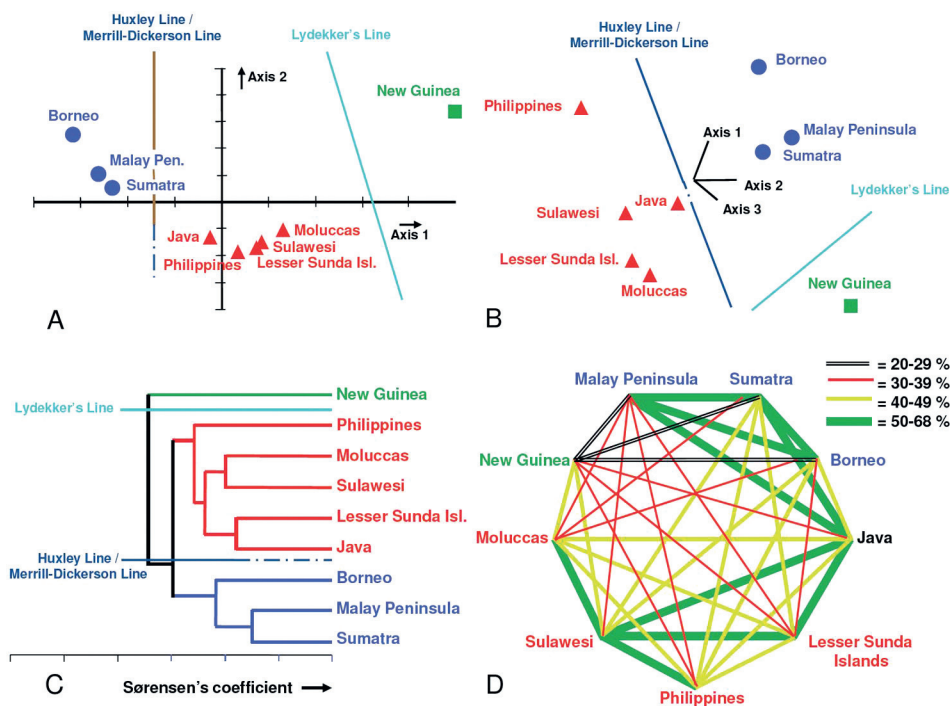 Huxley Line /
Merrill-Dickerson Line
Lydekker's Line
Axis 2
New Guinea
Borneo
Malay Pen.
Sumatra
Java
Philippines
Moluccas
Sulawesi
Lesser Sunda Isl.
Axis 1
A
Huxley Line /
Merrill-Dickerson Line
Borneo
Philippines
Axis 1
Malay Peninsula
Sumatra
Axis 2
Axis 3
Java
Sulawesi
Lydekker's Line
Lesser Sunda Isl.
Moluccas
New Guinea
B
New Guinea
Lydekker's Line
Philippines
Moluccas
Sulawesi
Lesser Sunda Isl.
Java
Huxley Line /
Merrill-Dickerson Line
Borneo
Malay Peninsula
Sumatra
C
Sørensen's coefficient
= 20-29 %
= 30-39 %
= 40-49 %
= 50-68 %
Malay Peninsula
Sumatra
New Guinea
Borneo
Moluccas
Java
Sulawesi
Lesser Sunda
Islands
Philippines
D